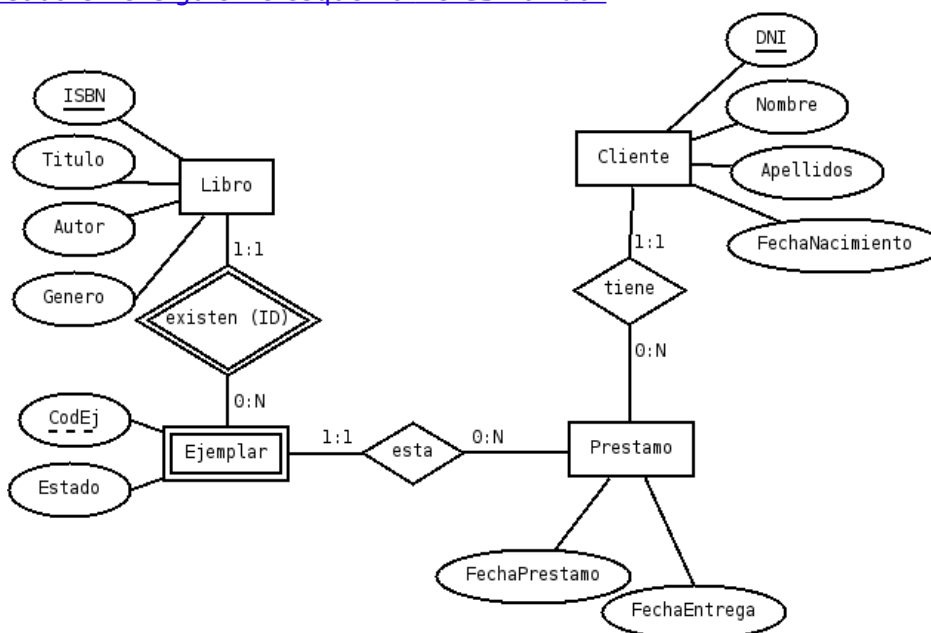 DNI
ISBN
Nombre
Titulo
Cliente
Libro
Apellidos
Autor
1:1
1:1
FechaNacimiento
Genero
tiene
existen (ID)
0:N
0:N
CodEj
1:1
0:N
Ejemplar
esta
Prestamo
Estado
FechaPrestamo
FechaEntrega